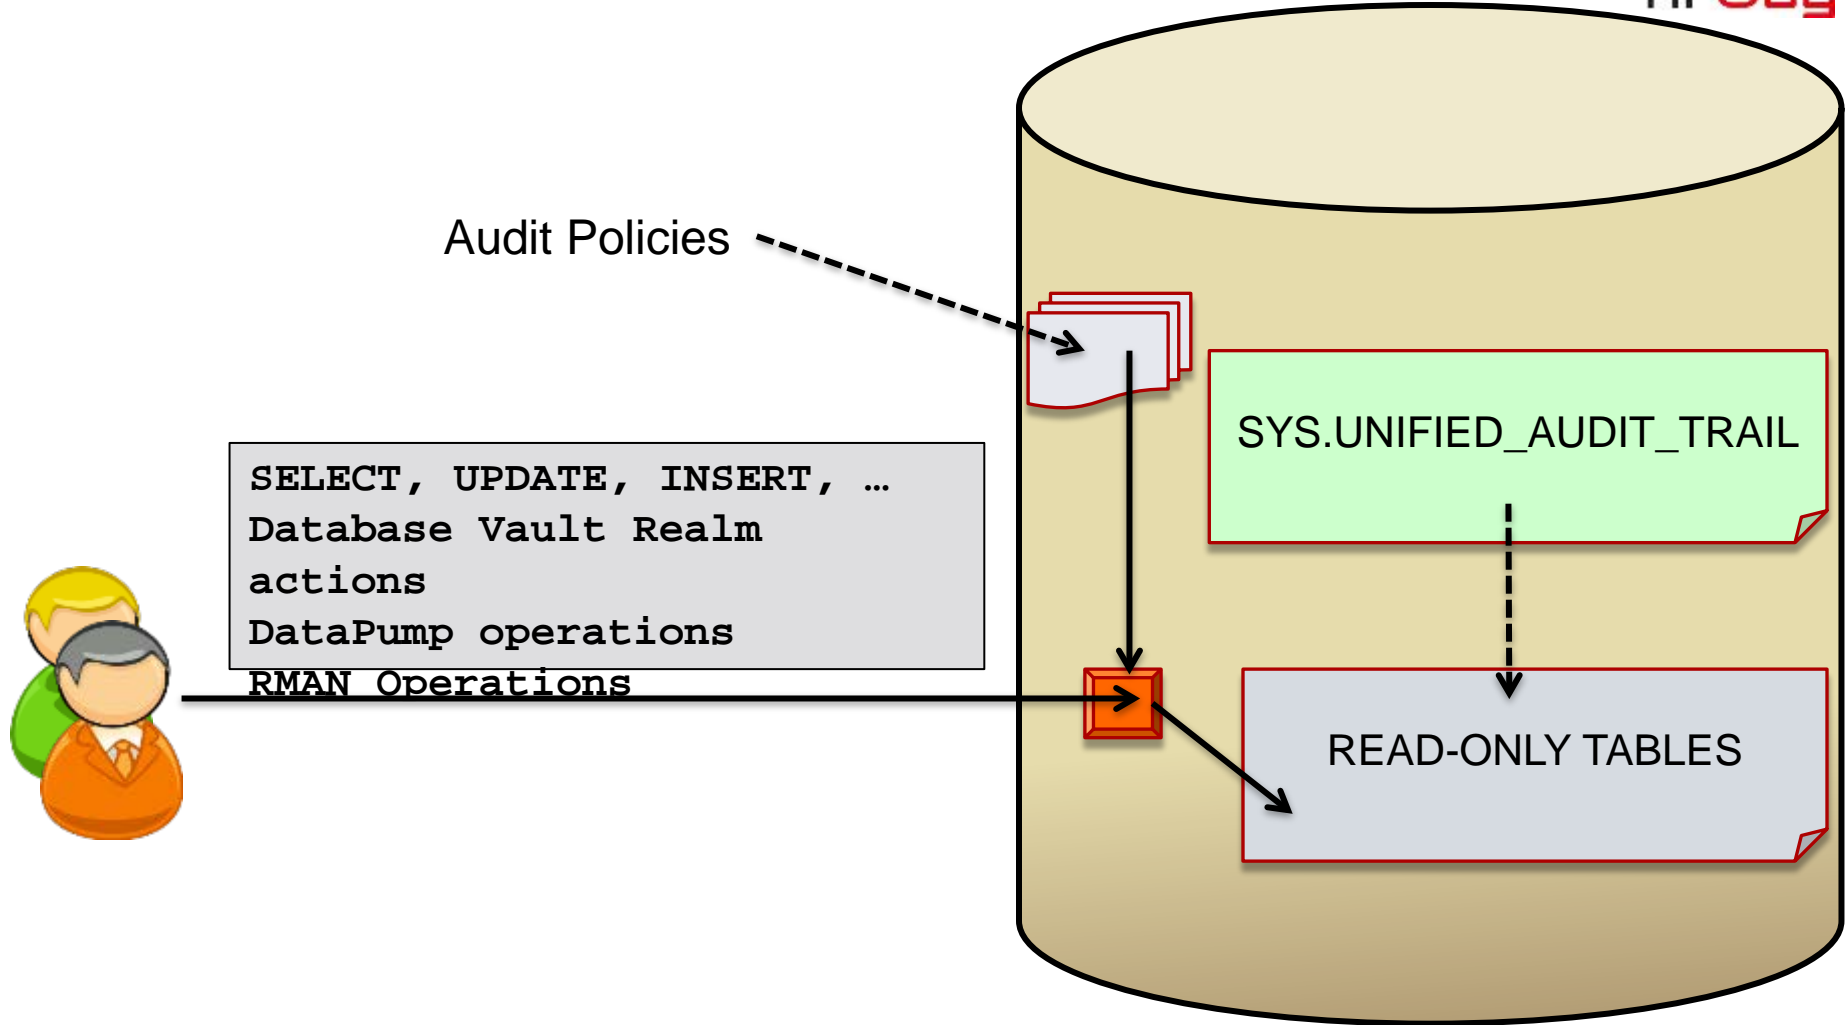 Audit Policies
SYS.UNIFIED_AUDIT_TRAIL
SELECT, UPDATE, INSERT, …
Database Vault Realm
actions
DataPump operations
RMAN Operations
READ-ONLY TABLES